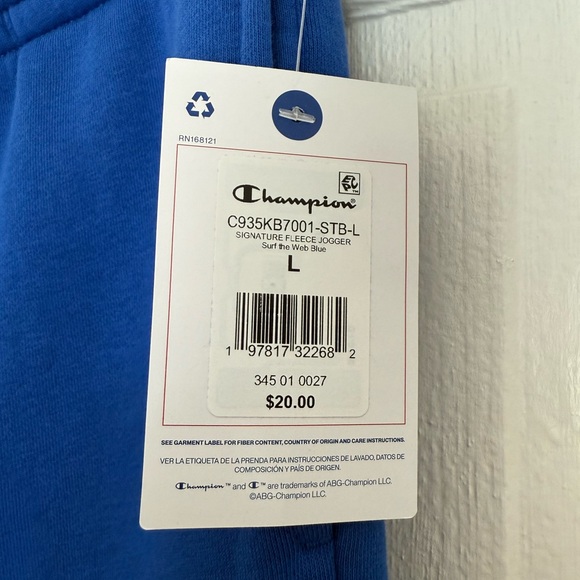 RN168121
EPC™
Champion®
C935KB7001-STB-L
SIGNATURE FLEECE JOGGER
Surf the Web Blue
L
1 97817 32268 2
345 01 0027
$20.00
SEE GARMENT LABEL FOR FIBER CONTENT, COUNTRY OF ORIGIN AND CARE INSTRUCTIONS.
VER LA ETIQUETA DE LA PRENDA PARA INSTRUCCIONES DE LAVADO, DATOS DE
COMPOSICIÓN Y PAÍS DE ORIGEN.
Champion™ and C™ are trademarks of ABG-Champion LLC.
©ABG-Champion LLC.